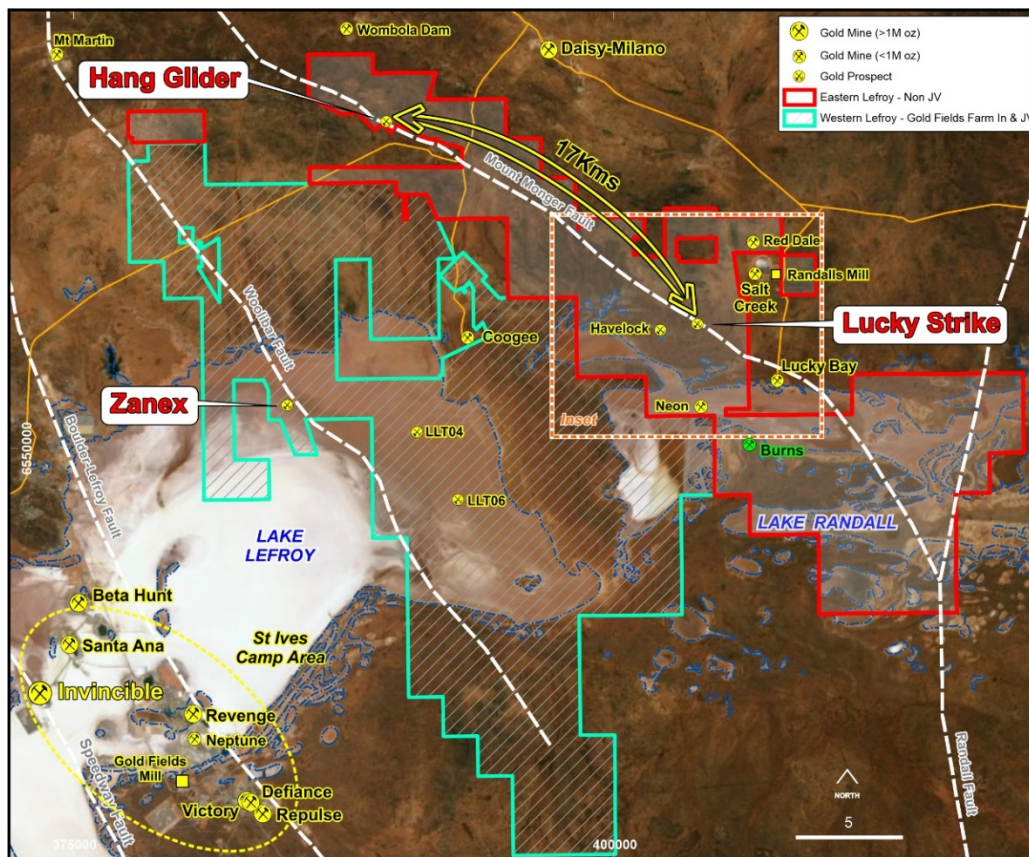 Mt Martin
Wombola Dam
Daisy-Milano
Hang Glider
Gold Mine (>1M oz)
Gold Mine (<1M oz)
Gold Prospect
Eastern Lefroy - Non JV
Western Lefroy - Gold Fields Farm In & JV
17Kms
Mount Monger Fault
Red Dale
Randalls Mill
Salt
Creek
Woolibar Fault
Coogee
Havelock
Lucky Strike
Lucky Bay
Zanex
Neon
Inset
6550000
Boulder-Lefroy Fault
LLT04
Burns
LLT06
LAKE
LEFROY
LAKE RANDALL
Beta Hunt
St Ives
Camp Area
Santa Ana
Invincible
Revenge
Neptune
Gold Fields
Mill
Speedway Fault
Victory
Defiance
Repulse
Randall Fault
NORTH
5
375000
400000